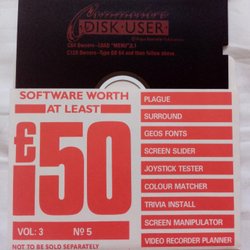 Commodore
DISK·USER
C64 Owners-LOAD "MENU",8,1
C128 Owners-Type GO 64 and then follow above
SOFTWARE WORTH
AT LEAST
£150
VOL: 3 Nº 5
NOT TO BE SOLD SEPARATELY
PLAGUE
SURROUND
GEOS FONTS
SCREEN SLIDER
JOYSTICK TESTER
COLOUR MATCHER
TRIVIA INSTALL
SCREEN MANIPULATOR
VIDEO RECORDER PLANNER